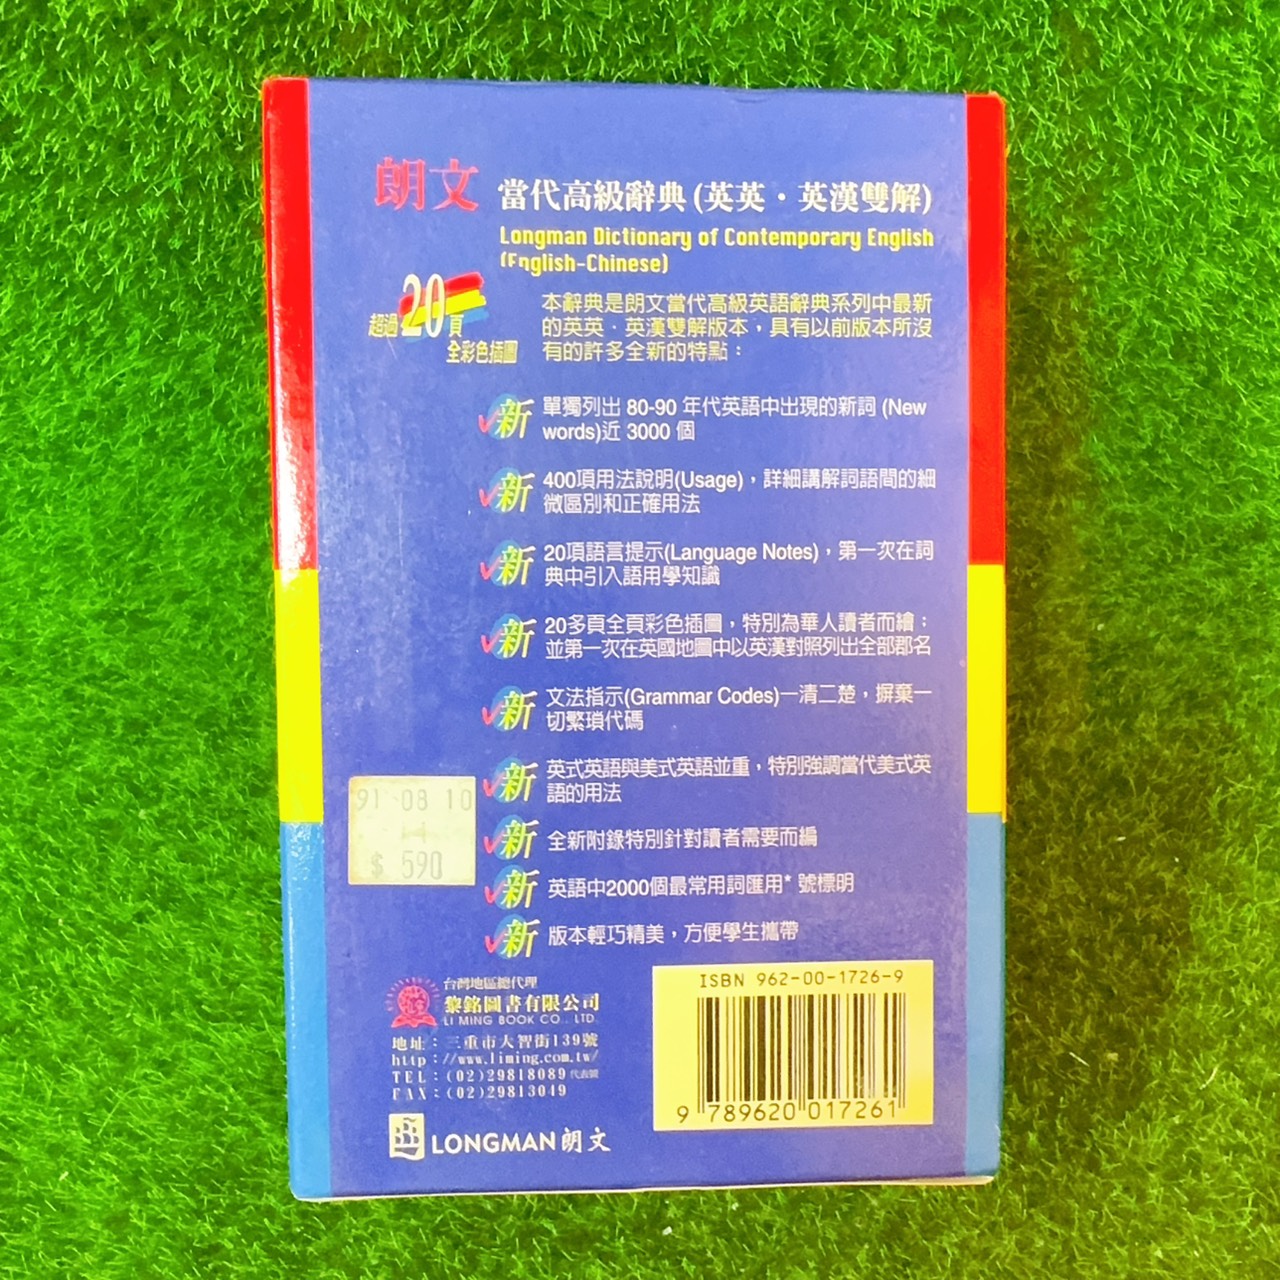 朗文 當代高級辭典(英英·英漢雙解)
Longman Dictionary of Contemporary English
(English-Chinese)
超過20頁
全彩色插圖
本辭典是朗文當代高級英語辭典系列中最新
的英英·英漢雙解版本，具有以前版本所沒
有的許多全新的特點：
新 單獨列出 80-90 年代英語中出現的新詞 (New
words)近 3000 個
新 400項用法說明(Usage)，詳細講解詞語間的細
微區別和正確用法
新 20項語言提示(Language Notes)，第一次在詞
典中引入語用學知識
新 20多頁全頁彩色插圖，特別為華人讀者而繪；
並第一次在英國地圖中以英漢對照列出全部郡名
新 文法指示(Grammar Codes)一清二楚，摒棄一
切繁瑣代碼
新 英式英語與美式英語並重，特別強調當代美式英
語的用法
新 全新附錄特別針對讀者需要而編
新 英語中2000個最常用詞匯用* 號標明
新 版本輕巧精美，方便學生攜帶
91 08 10
$ 590
台灣地區總代理
黎銘圖書有限公司
LI MING BOOK CO., LTD.
地址：三重市大智街139號
http：//www.liming.com.tw/
TEL：(02)29818089 代表號
FAX：(02)29813049
LONGMAN 朗文
ISBN 962-00-1726-9
9 789620 017261